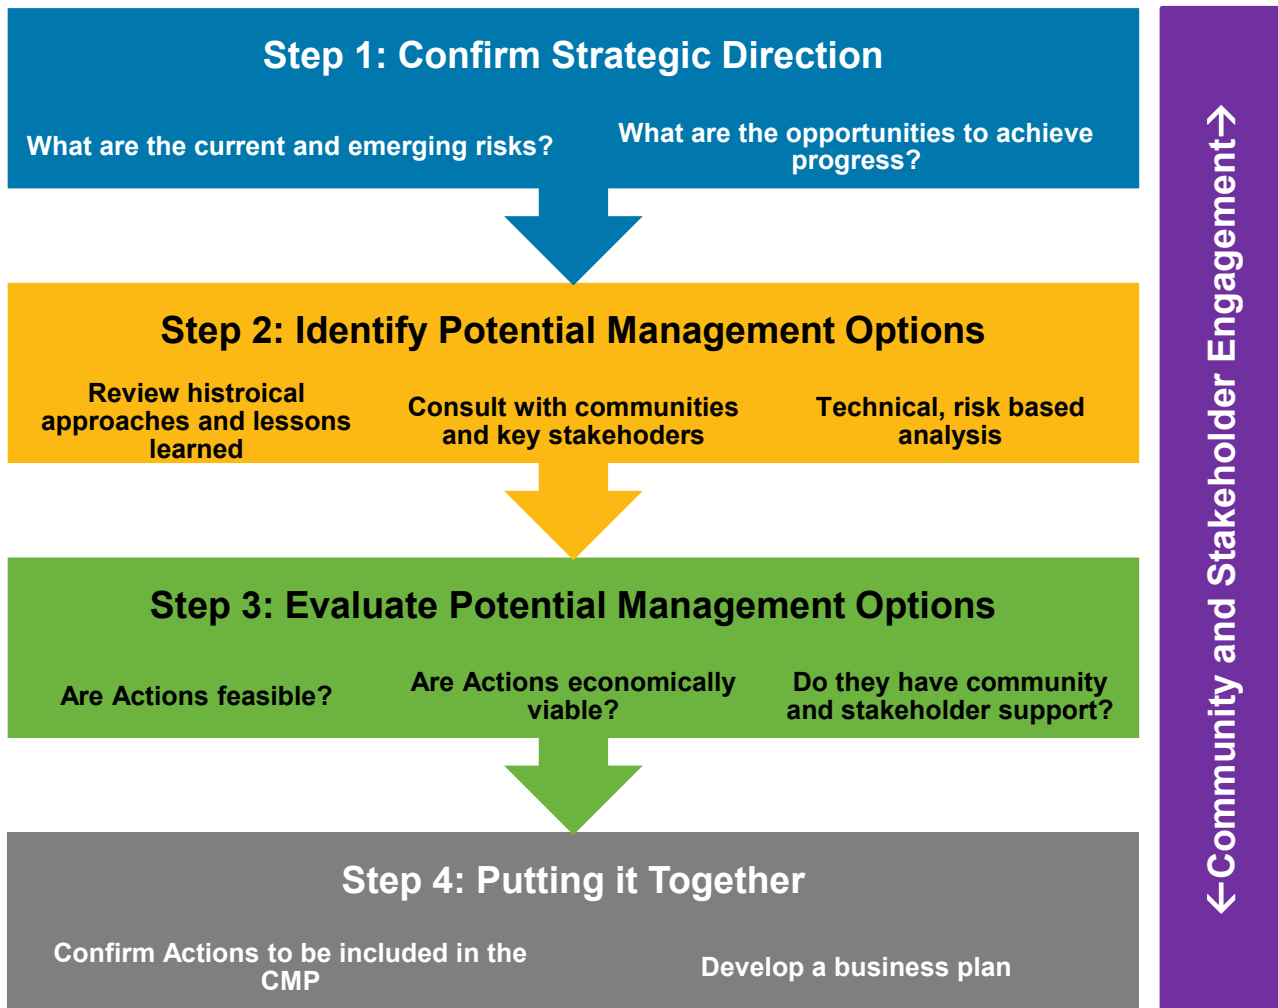 Step 1: Confirm Strategic Direction
What are the current and emerging risks?
What are the opportunities to achieve
progress?
Step 2: Identify Potential Management Options
Review histroical
approaches and lessons
learned
Consult with communities
and key stakehoders
Technical, risk based
analysis
Step 3: Evaluate Potential Management Options
Are Actions feasible?
Are Actions economically
viable?
Do they have community
and stakeholder support?
Step 4: Putting it Together
Confirm Actions to be included in the
CMP
Develop a business plan
←Community and Stakeholder Engagement→